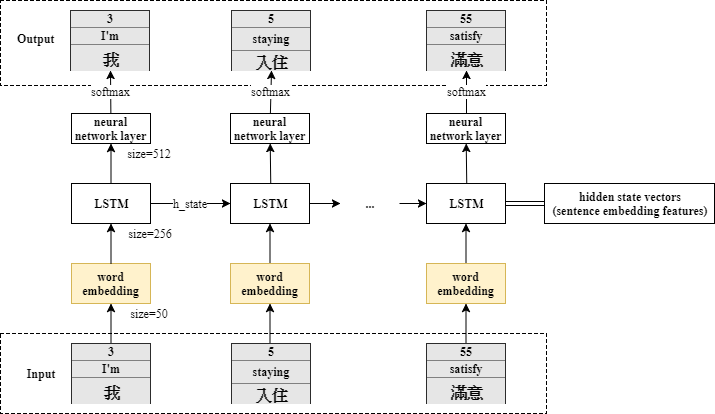 3 5 55
Output I'm staying satisfy
我 入住 滿意
softmax softmax softmax
neural neural neural
network layer network layer network layer
size=512
LSTM h_state LSTM ... LSTM hidden state vectors
(sentence embedding features)
size=256
word word word
embedding embedding embedding
size=50
3 5 55
Input I'm staying satisfy
我 入住 滿意